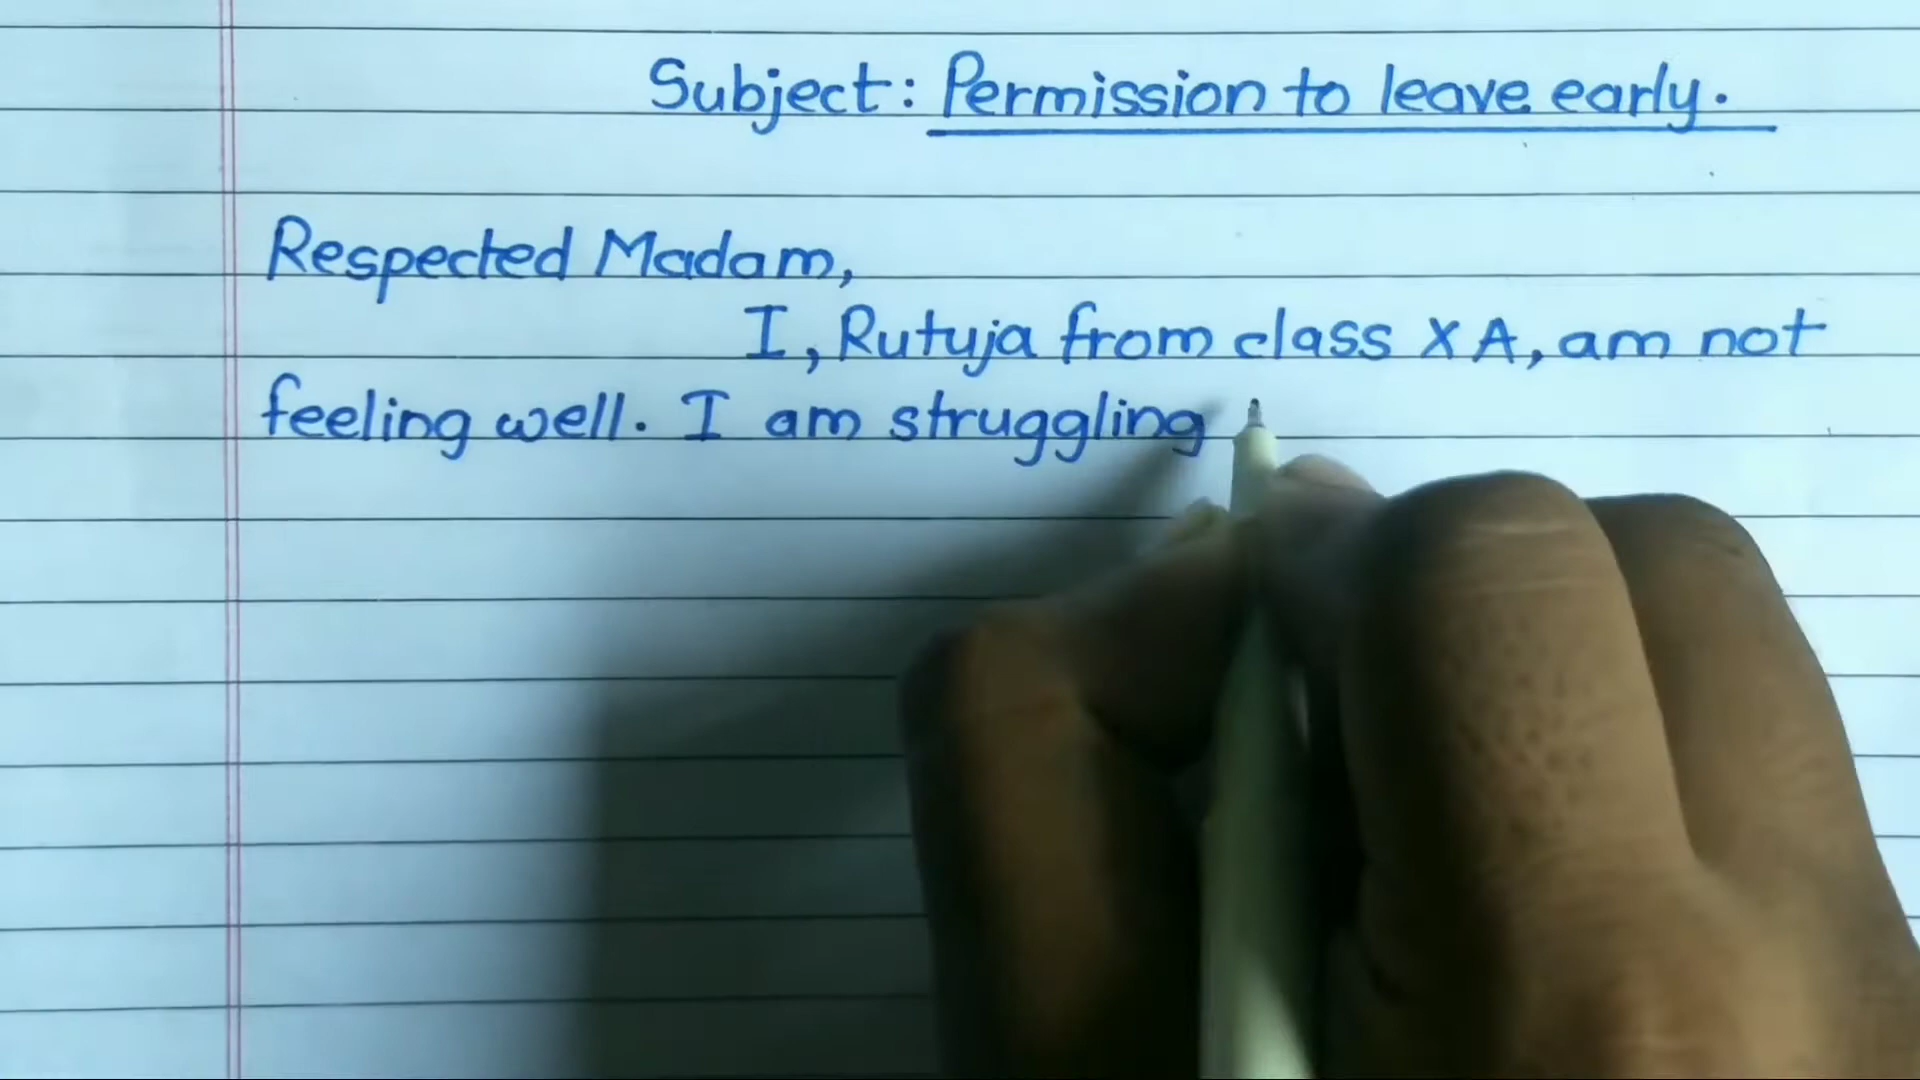 Subject: Permission to leave early.
Respected Madam,
I, Rutuja from class X A, am not
feeling well. I am struggling